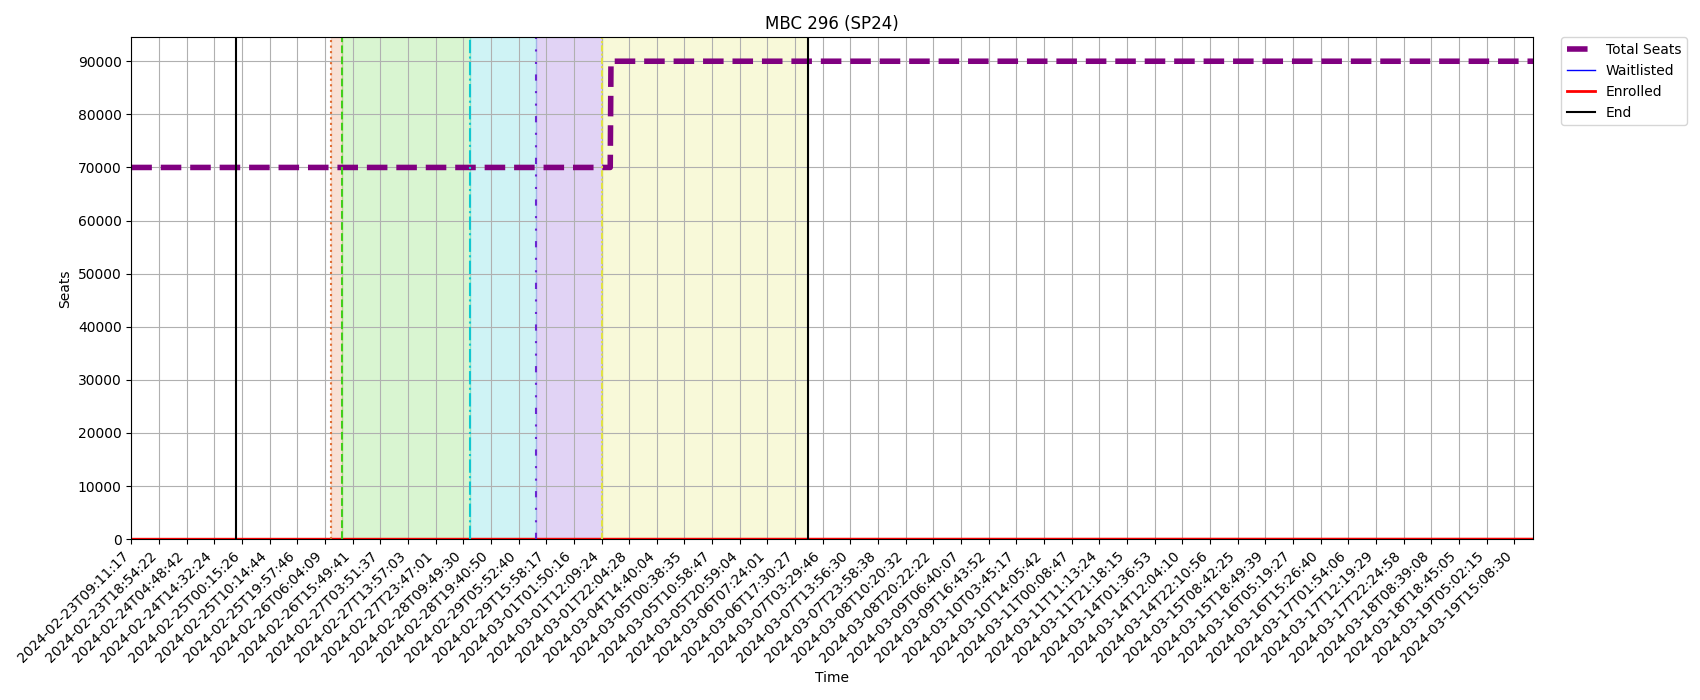 MBC 296 (SP24)
Total Seats
Waitlisted
Enrolled
End
Seats
90000
80000
70000
60000
50000
40000
30000
20000
10000
0
2024-02-23T09:11:17
2024-02-23T18:54:22
2024-02-24T04:48:42
2024-02-24T14:32:24
2024-02-25T00:15:26
2024-02-25T10:14:44
2024-02-25T19:57:46
2024-02-26T06:04:09
2024-02-26T15:49:41
2024-02-27T03:51:37
2024-02-27T13:57:03
2024-02-27T23:47:01
2024-02-28T09:49:30
2024-02-28T19:40:50
2024-02-29T05:52:40
2024-02-29T15:58:17
2024-03-01T01:50:16
2024-03-01T12:09:24
2024-03-01T22:04:28
2024-03-04T14:40:04
2024-03-05T00:38:35
2024-03-05T10:58:47
2024-03-05T20:59:04
2024-03-06T07:24:01
2024-03-06T17:30:27
2024-03-07T03:29:46
2024-03-07T13:56:30
2024-03-07T23:58:38
2024-03-08T10:20:32
2024-03-08T20:22:22
2024-03-09T06:40:07
2024-03-09T16:43:52
2024-03-10T03:45:17
2024-03-10T14:05:42
2024-03-11T00:08:47
2024-03-11T11:13:24
2024-03-11T21:18:15
2024-03-14T01:36:53
2024-03-14T12:04:10
2024-03-14T22:10:56
2024-03-15T08:42:25
2024-03-15T18:49:39
2024-03-16T05:19:27
2024-03-16T15:26:40
2024-03-17T01:54:06
2024-03-17T12:19:29
2024-03-17T22:24:58
2024-03-18T08:39:08
2024-03-18T18:45:05
2024-03-19T05:02:15
2024-03-19T15:08:30
Time